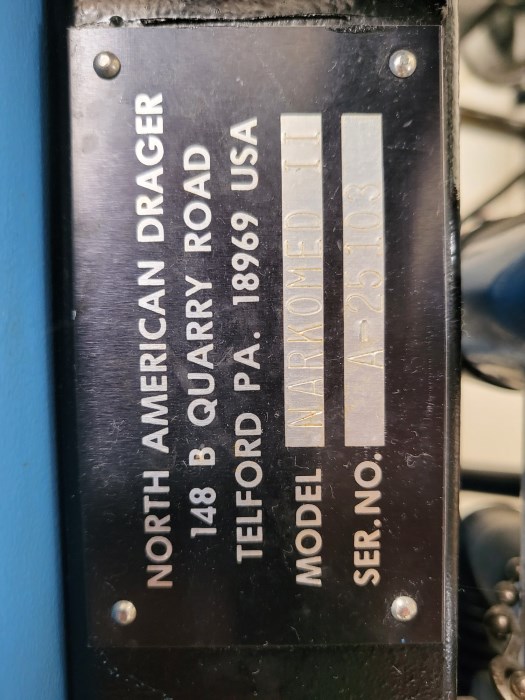 NORTH AMERICAN DRAGER
148 B QUARRY ROAD
TELFORD PA. 18969 USA
MODEL NARKOMED II
SER. NO. A-25103